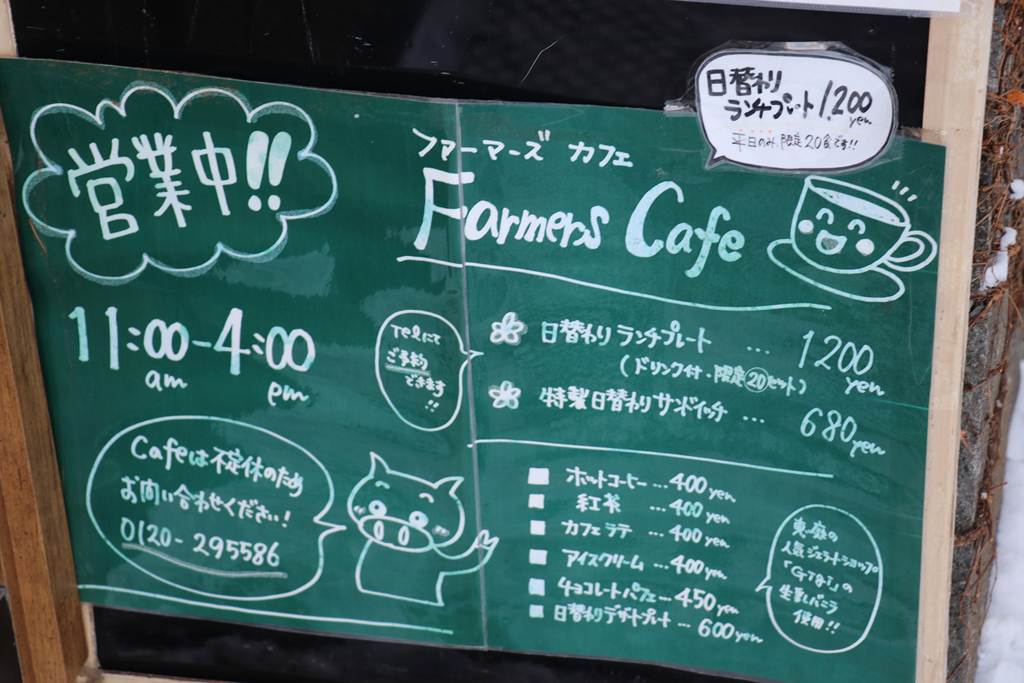 日替わり
ランチプレート 1,200
yen
平日のみ、限定20食です!!
営業中!!
11:00-4:00
am pm
Telにて
ご予約
できます
!!
Cafeは不定休のため
お問い合わせください!
0120-295586
ファーマーズ カフェ
Farmers Cafe
日替わり ランチプレート ... 1200 yen
(ドリンク付・限定⑳セット)
特製日替わりサンドイッチ ... 680 yen
ホットコーヒー...400 yen
紅茶 ...400 yen
カフェラテ ...400 yen
アイスクリーム ...400 yen
チョコレートパフェ...450 yen
日替わりデザートプレート ...600 yen
恵庭の
人気ジェラートショップ
「G-T8-T」の
生乳しバニラ
使用!!